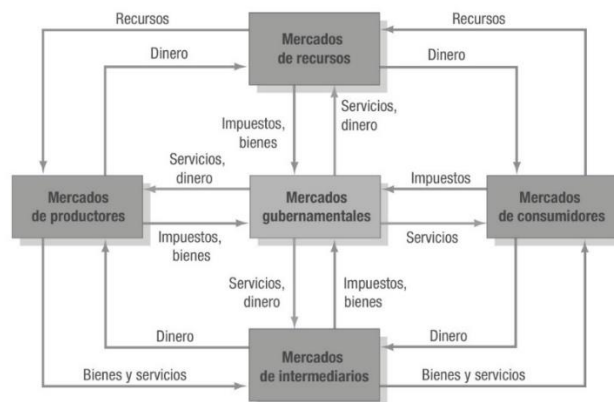 Recursos
Mercados
de recursos
Recursos
Dinero
Dinero
Impuestos,
bienes
Servicios,
dinero
Servicios,
dinero
Impuestos
Mercados
de productores
Mercados
gubernamentales
Mercados
de consumidores
Impuestos,
bienes
Servicios
Servicios,
dinero
Impuestos,
bienes
Dinero
Dinero
Mercados
de intermediarios
Bienes y servicios
Bienes y servicios